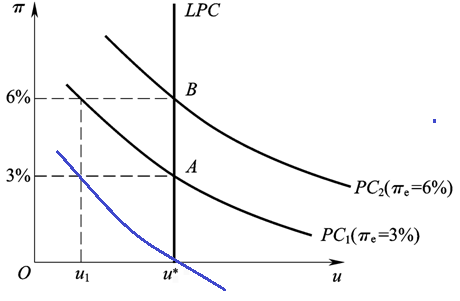 π
LPC
B
6%
A
3%
PC₂(πₑ=6%)
PC₁(πₑ=3%)
O
u₁
u*
u